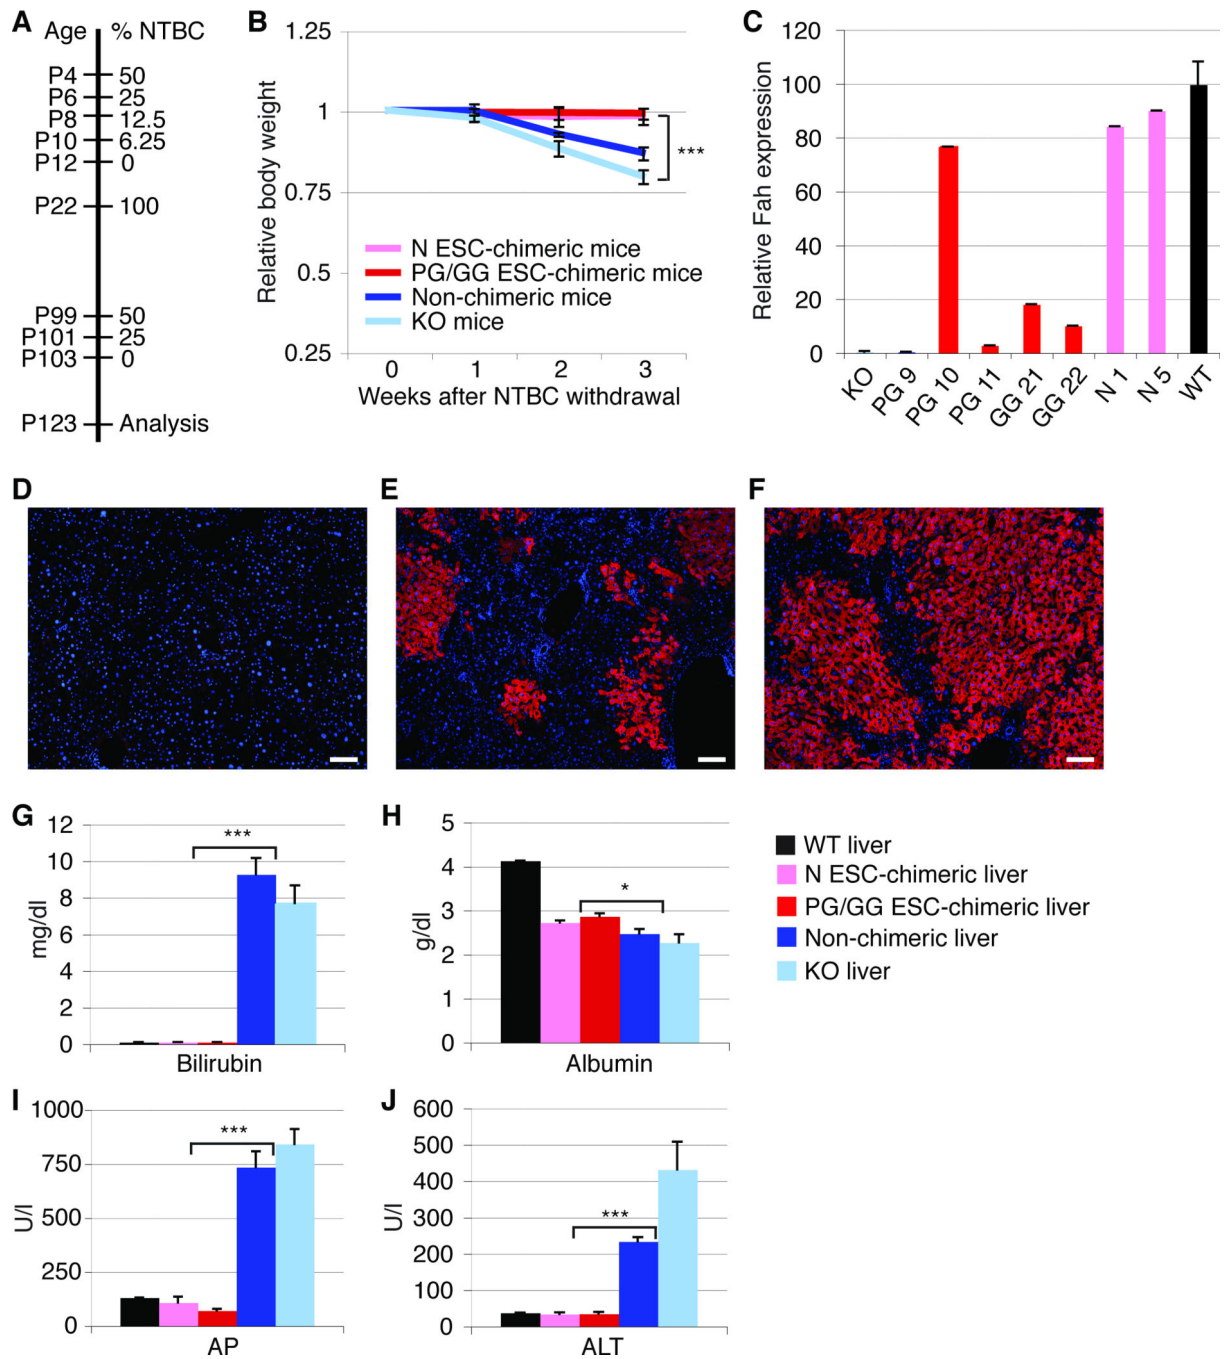 A
Age % NTBC
P4 50
P6 25
P8 12.5
P10 6.25
P12 0
P22 100
P99 50
P101 25
P103 0
P123 Analysis
B
Relative body weight
1.25
1
0.75
0.5
0.25
***
N ESC-chimeric mice
PG/GG ESC-chimeric mice
Non-chimeric mice
KO mice
0 1 2 3
Weeks after NTBC withdrawal
C
Relative Fah expression
120
100
80
60
40
20
0
KO PG 9 PG 10 PG 11 GG 21 GG 22 N 1 N 5 WT
D
E
F
G
mg/dl
12
10
8
6
4
2
0
***
Bilirubin
H
g/dl
5
4
3
2
1
0
*
Albumin
WT liver
N ESC-chimeric liver
PG/GG ESC-chimeric liver
Non-chimeric liver
KO liver
I
U/l
1000
750
500
250
0
***
AP
J
U/l
600
500
400
300
200
100
0
***
ALT